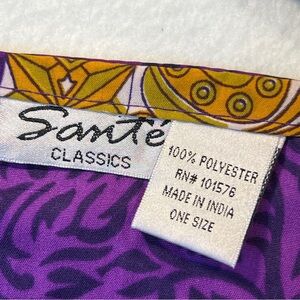 Santé
CLASSICS
100% POLYESTER
RN# 101576
MADE IN INDIA
ONE SIZE